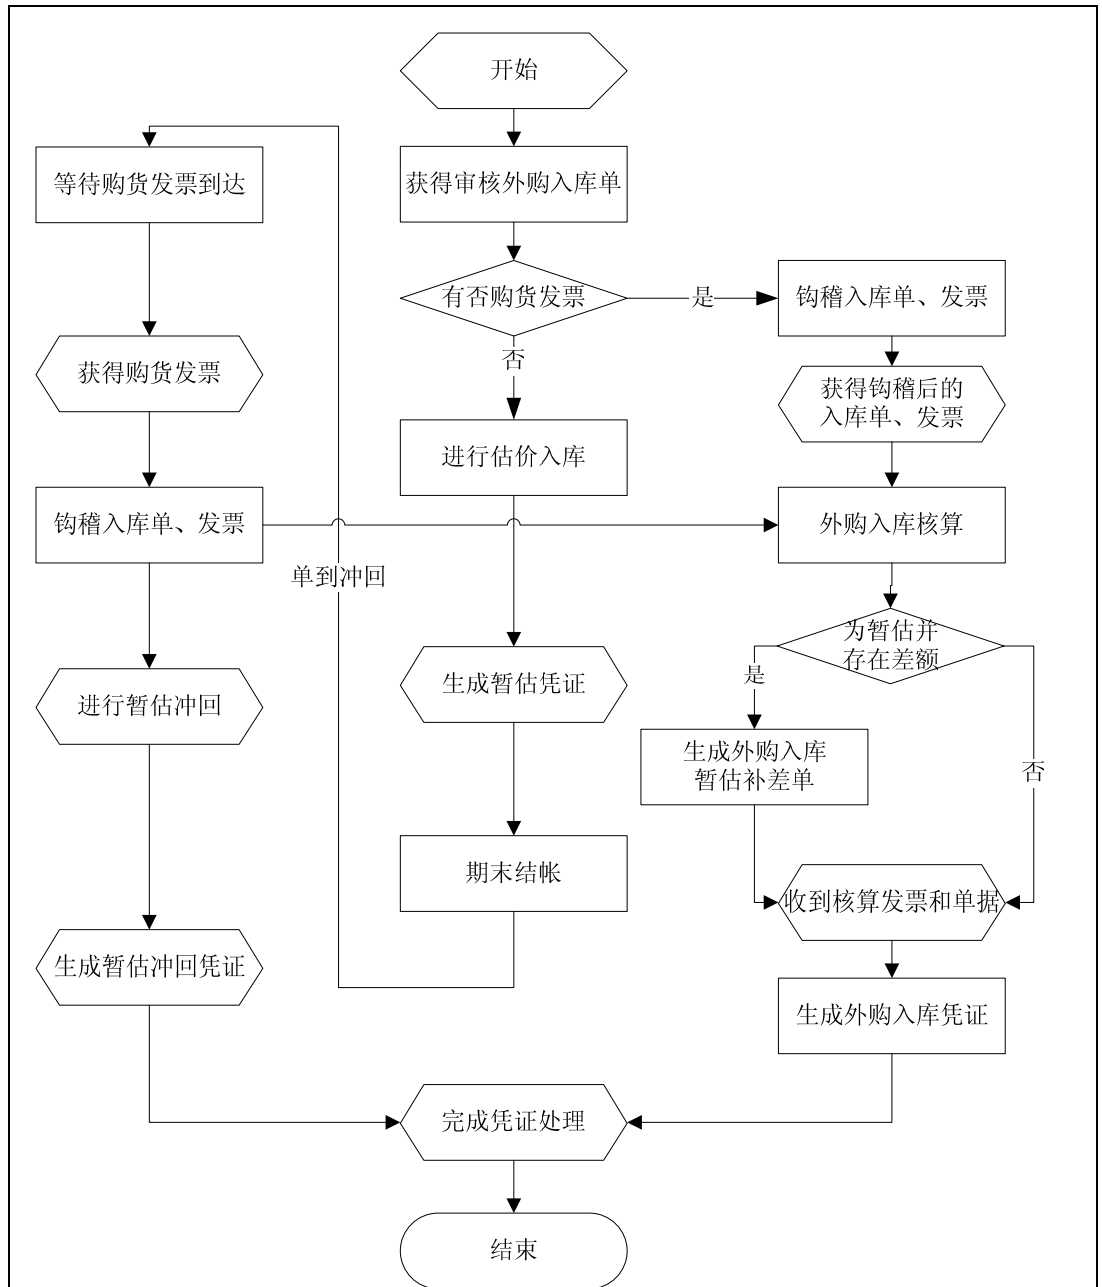 开始
等待购货发票到达
获得审核外购入库单
有否购货发票
是
钩稽入库单、发票
否
获得购货发票
获得钩稽后的
入库单、发票
进行估价入库
钩稽入库单、发票
外购入库核算
单到冲回
为暂估并
存在差额
是
生成暂估凭证
进行暂估冲回
生成外购入库
暂估补差单
否
期末结帐
收到核算发票和单据
生成暂估冲回凭证
生成外购入库凭证
完成凭证处理
结束